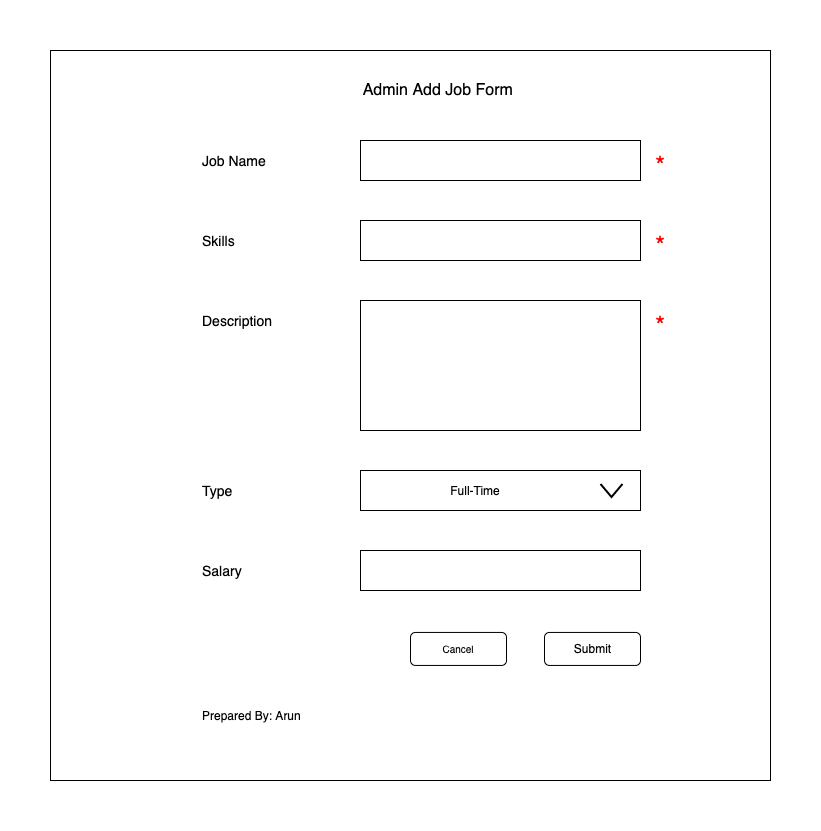 Admin Add Job Form
Job Name *
Skills *
Description *
Type Full-Time
Salary
Cancel Submit
Prepared By: Arun